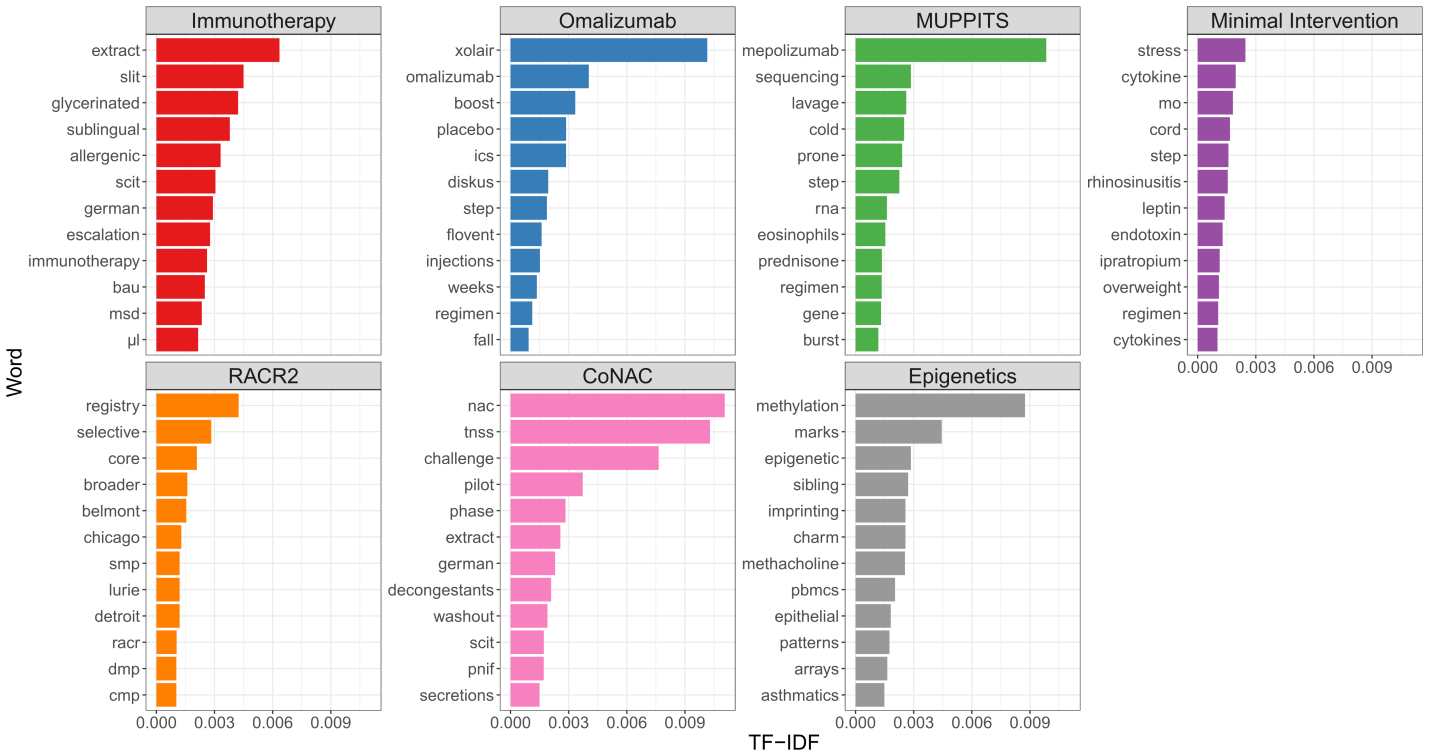 Immunotherapy
extract
slit
glycerinated
sublingual
allergenic
scit
german
escalation
immunotherapy
bau
msd
µl
Omalizumab
xolair
omalizumab
boost
placebo
ics
diskus
step
flovent
injections
weeks
regimen
fall
MUPPITS
mepolizumab
sequencing
lavage
cold
prone
step
rna
eosinophils
prednisone
regimen
gene
burst
Minimal Intervention
stress
cytokine
mo
cord
step
rhinosinusitis
leptin
endotoxin
ipratropium
overweight
regimen
cytokines
0.000 0.003 0.006 0.009
RACR2
registry
selective
core
broader
belmont
chicago
smp
lurie
detroit
racr
dmp
cmp
0.000 0.003 0.006 0.009
CoNAC
nac
tnss
challenge
pilot
phase
extract
german
decongestants
washout
scit
pnif
secretions
0.000 0.003 0.006 0.009
Epigenetics
methylation
marks
epigenetic
sibling
imprinting
charm
methacholine
pbmcs
epithelial
patterns
arrays
asthmatics
0.000 0.003 0.006 0.009
Word
TF−IDF